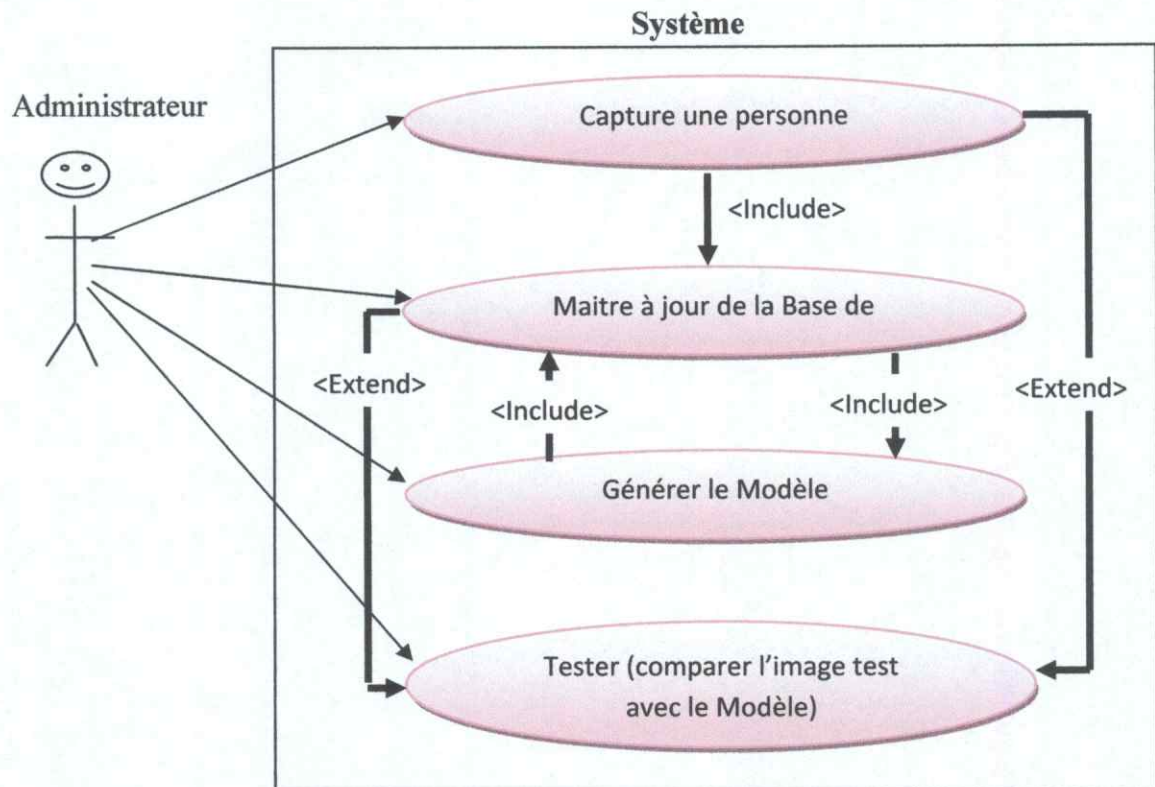 Système
Administrateur
Capture une personne
<Include>
Maitre à jour de la Base de
<Extend>
<Include>
<Include>
<Extend>
Générer le Modèle
Tester (comparer l'image test
avec le Modèle)